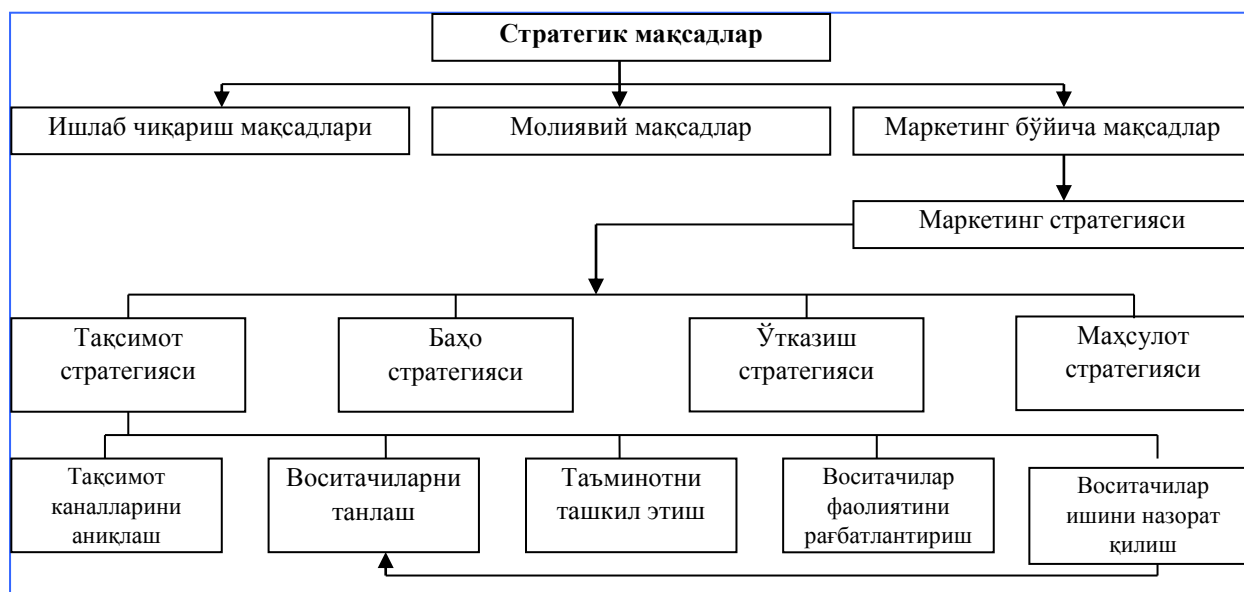 Стратегик мақсадлар
Ишлаб чиқариш мақсадлари
Молиявий мақсадлар
Маркетинг бўйича мақсадлар
Маркетинг стратегияси
Тақсимот
стратегияси
Баҳо
стратегияси
Ўтказиш
стратегияси
Маҳсулот
стратегияси
Тақсимот
каналларини
аниқлаш
Воситачиларни
танлаш
Таъминотни
ташкил этиш
Воситачилар
фаолиятини
рағбатлантириш
Воситачилар
ишини назорат
қилиш